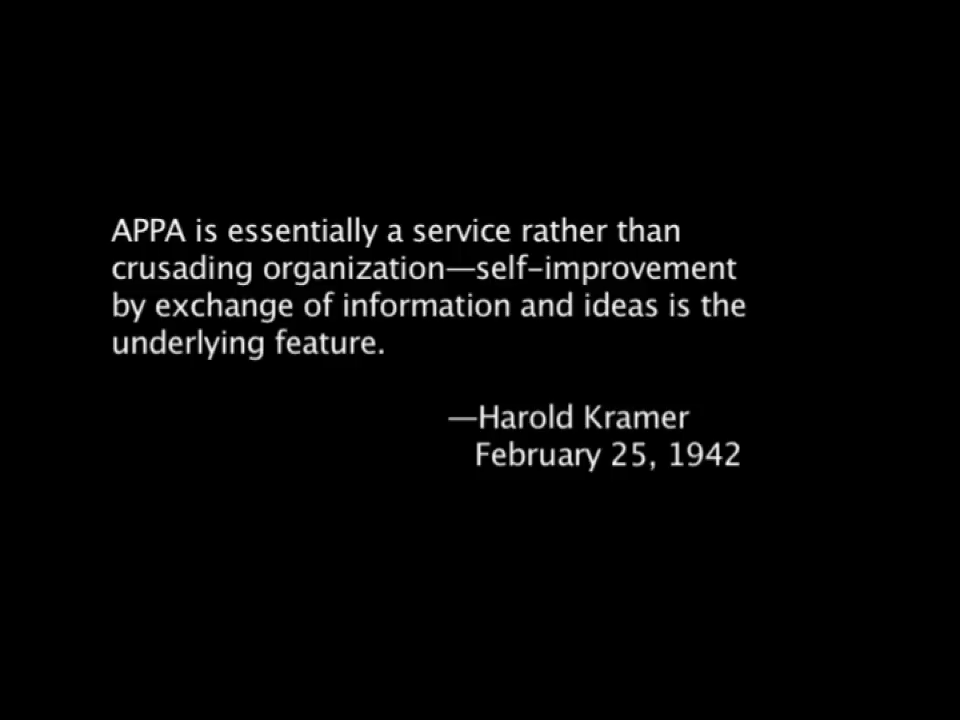 APPA is essentially a service rather than
crusading organization—self-improvement
by exchange of information and ideas is the
underlying feature.
—Harold Kramer
February 25, 1942